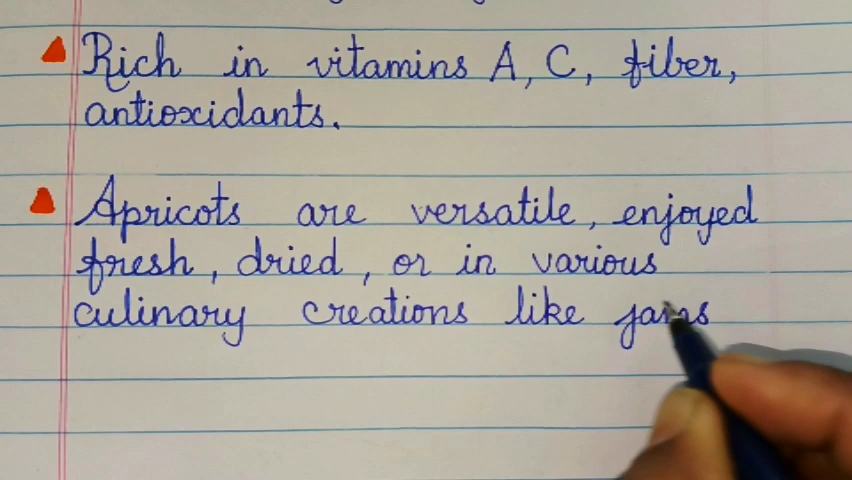 Rich in vitamins A, C, fiber,
antioxidants.
Apricots are versatile, enjoyed
fresh, dried, or in various
culinary creations like jams